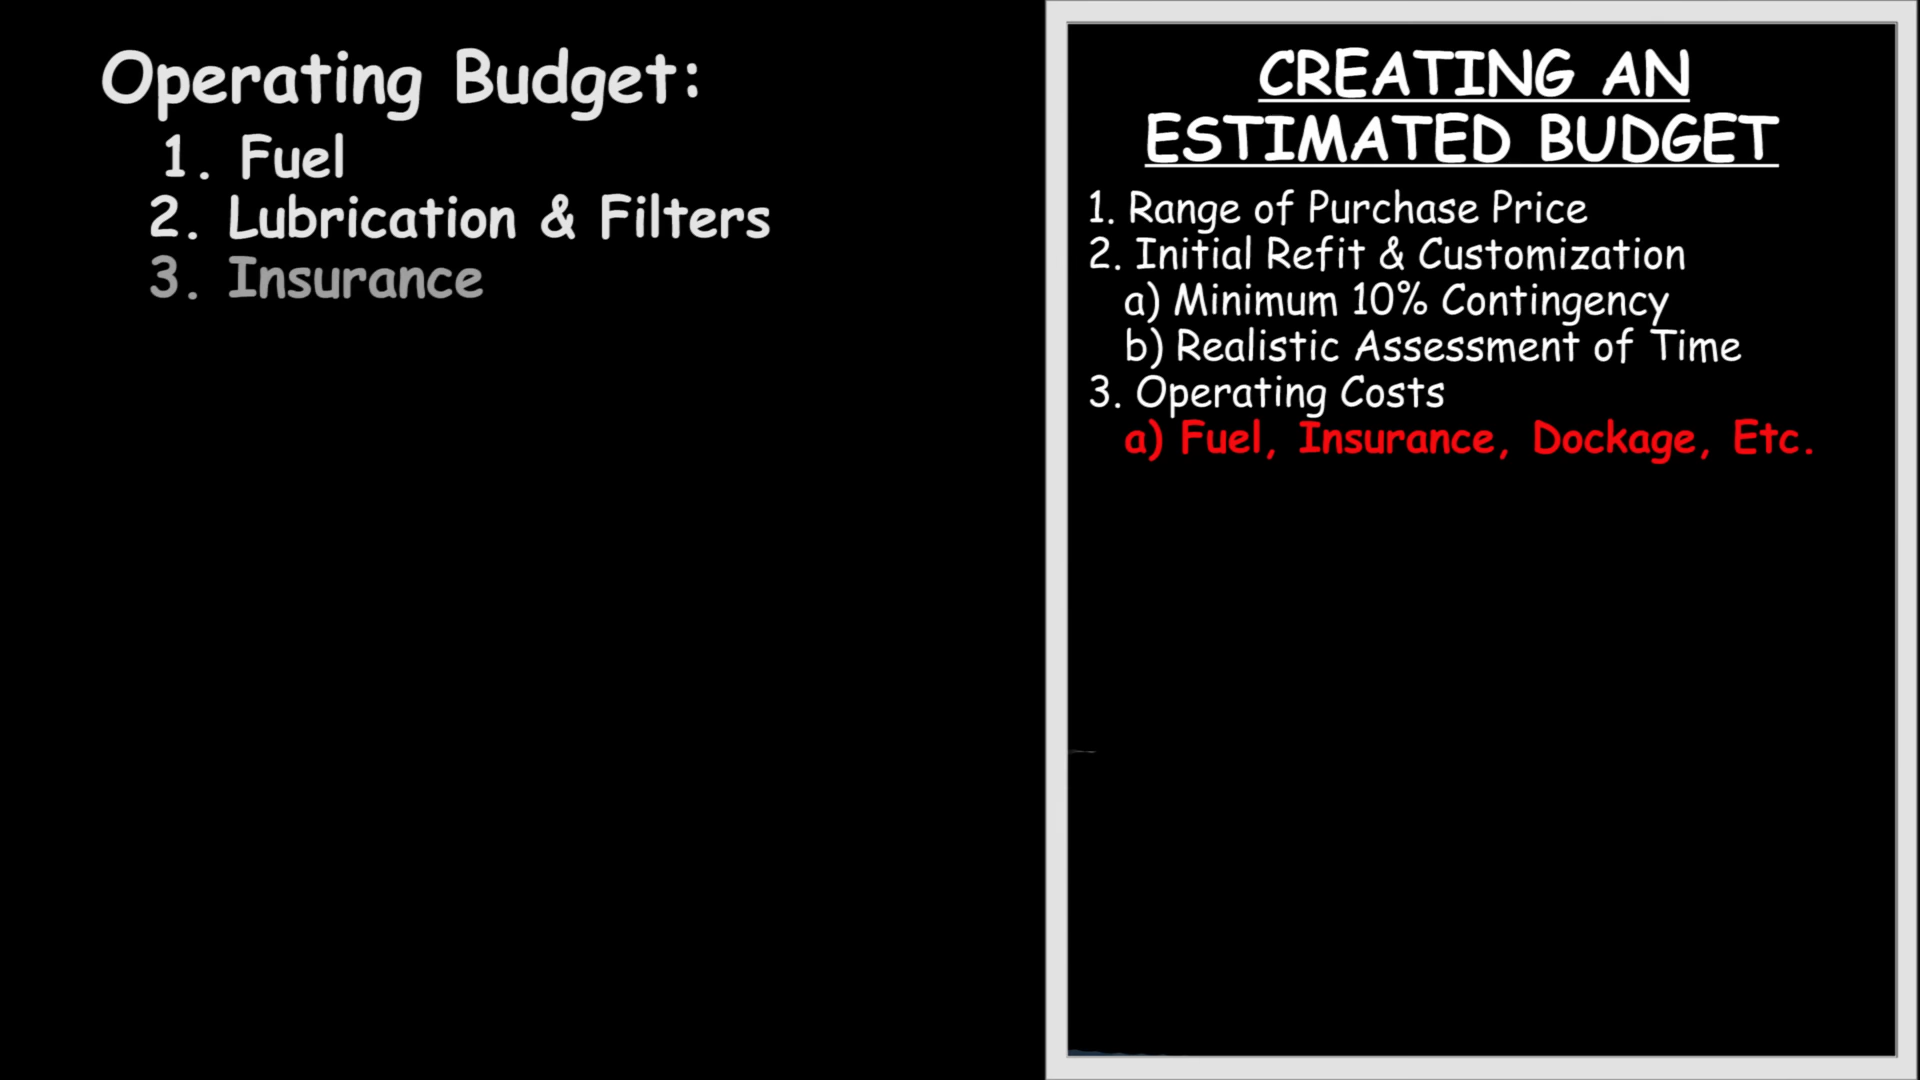 Operating Budget:
1. Fuel
2. Lubrication & Filters
3. Insurance
CREATING AN
ESTIMATED BUDGET
1. Range of Purchase Price
2. Initial Refit & Customization
a) Minimum 10% Contingency
b) Realistic Assessment of Time
3. Operating Costs
a) Fuel, Insurance, Dockage, Etc.